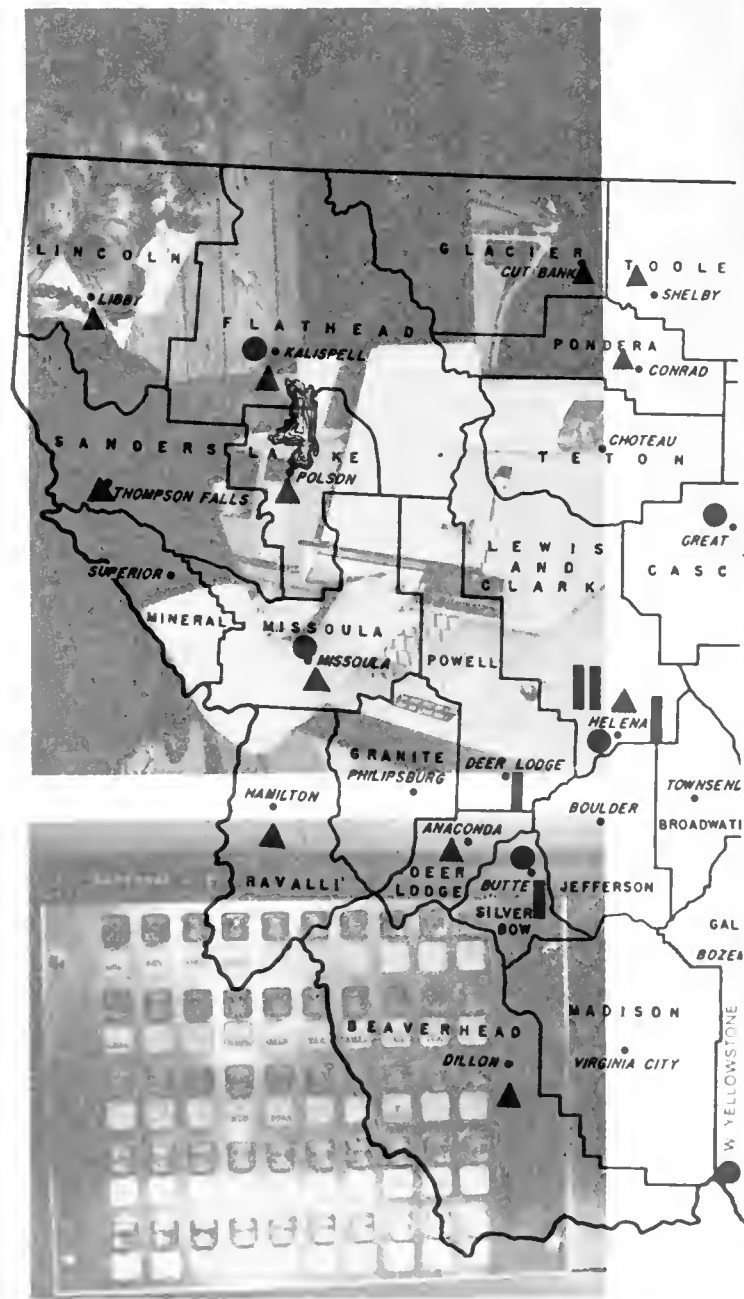 LINCOLN
LIBBY
GLACIER
CUT BANK
TOOLE
SHELBY
FLATHEAD
KALISPELL
PONDERA
CONRAD
SANDERS
LAKE
POLSON
THOMPSON FALLS
CHOTEAU
TETON
GREAT
LEWIS
AND
CLARK
CASC
SUPERIOR
MINERAL
MISSOULA
MISSOULA
POWELL
HELENA
GRANITE
PHILIPSBURG
DEER LODGE
HAMILTON
RAVALLI
ANACONDA
DEER
LODGE
BUTTE
SILVER
BOW
BOULDER
JEFFERSON
TOWNSEND
BROADWAT
GAL
BOZEM
BEAVERHEAD
DILLON
MADISON
VIRGINIA CITY
W YELLOWSTONE